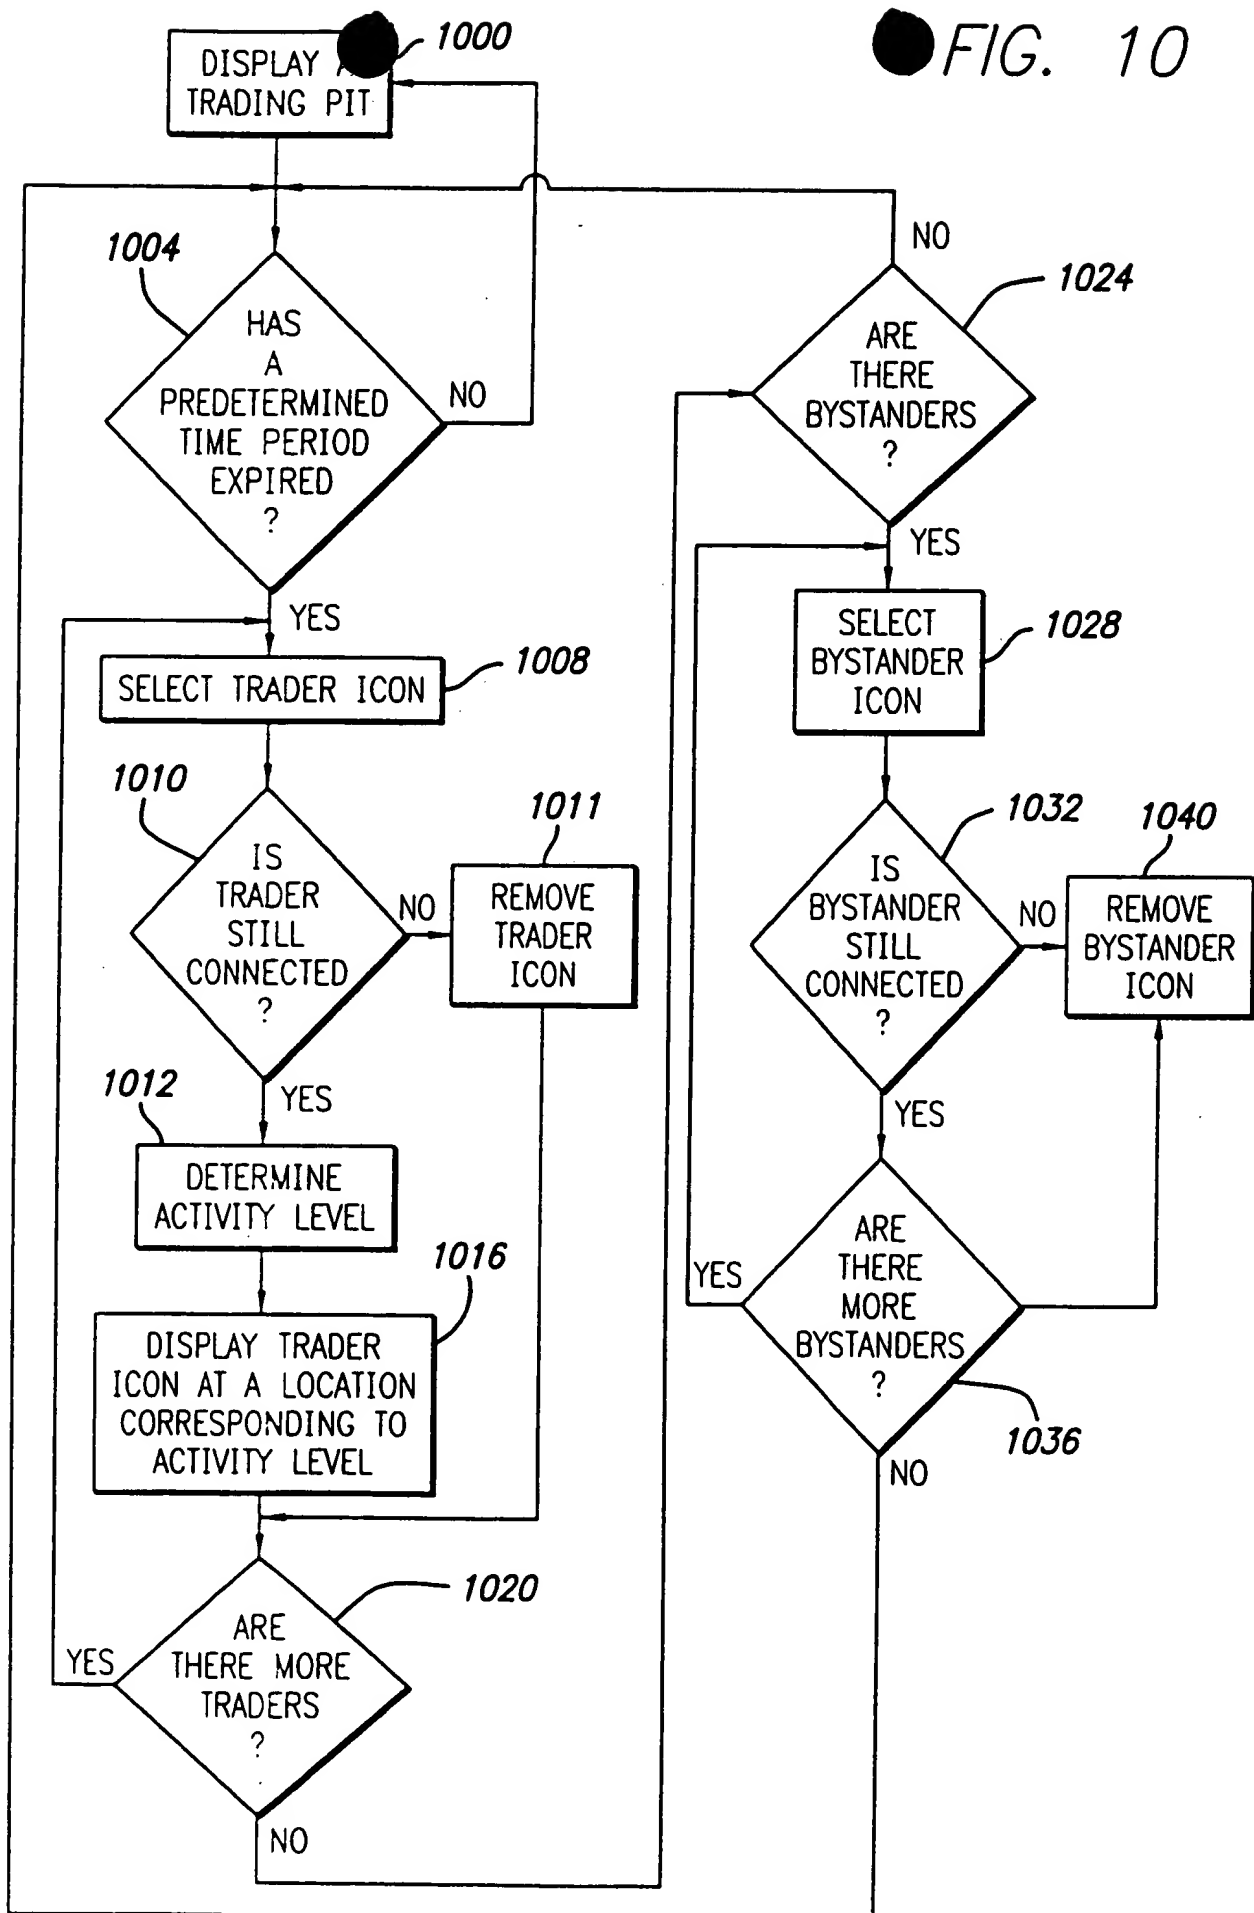 FIG. 10
1000
DISPLAY
TRADING PIT
1004
HAS
A
PREDETERMINED
TIME PERIOD
EXPIRED
?
NO
YES
1008
SELECT TRADER ICON
1010
IS
TRADER
STILL
CONNECTED
?
NO
1011
REMOVE
TRADER
ICON
YES
1012
DETERMINE
ACTIVITY LEVEL
1016
DISPLAY TRADER
ICON AT A LOCATION
CORRESPONDING TO
ACTIVITY LEVEL
1020
ARE
THERE MORE
TRADERS
?
YES
NO
NO
1024
ARE
THERE
BYSTANDERS
?
YES
1028
SELECT
BYSTANDER
ICON
1032
IS
BYSTANDER
STILL
CONNECTED
?
NO
1040
REMOVE
BYSTANDER
ICON
YES
ARE
THERE
MORE
BYSTANDERS
?
YES
1036
NO